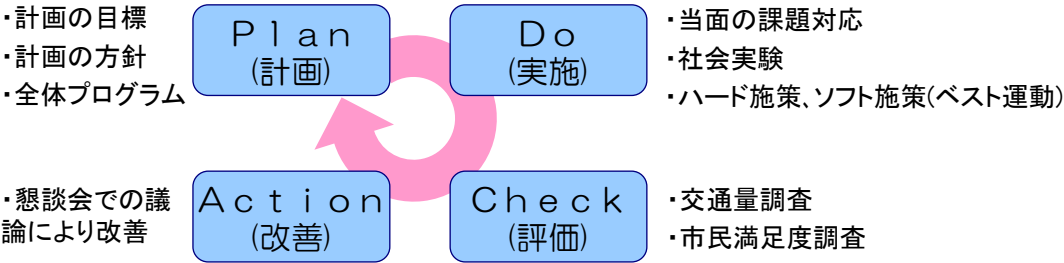 ・計画の目標
・計画の方針
・全体プログラム
Ｐｌａｎ
(計画)
Ｄｏ
(実施)
・当面の課題対応
・社会実験
・ハード施策、ソフト施策(ベスト運動)
・懇談会での議
論により改善
Ａｃｔｉｏｎ
(改善)
Ｃｈｅｃｋ
(評価)
・交通量調査
・市民満足度調査